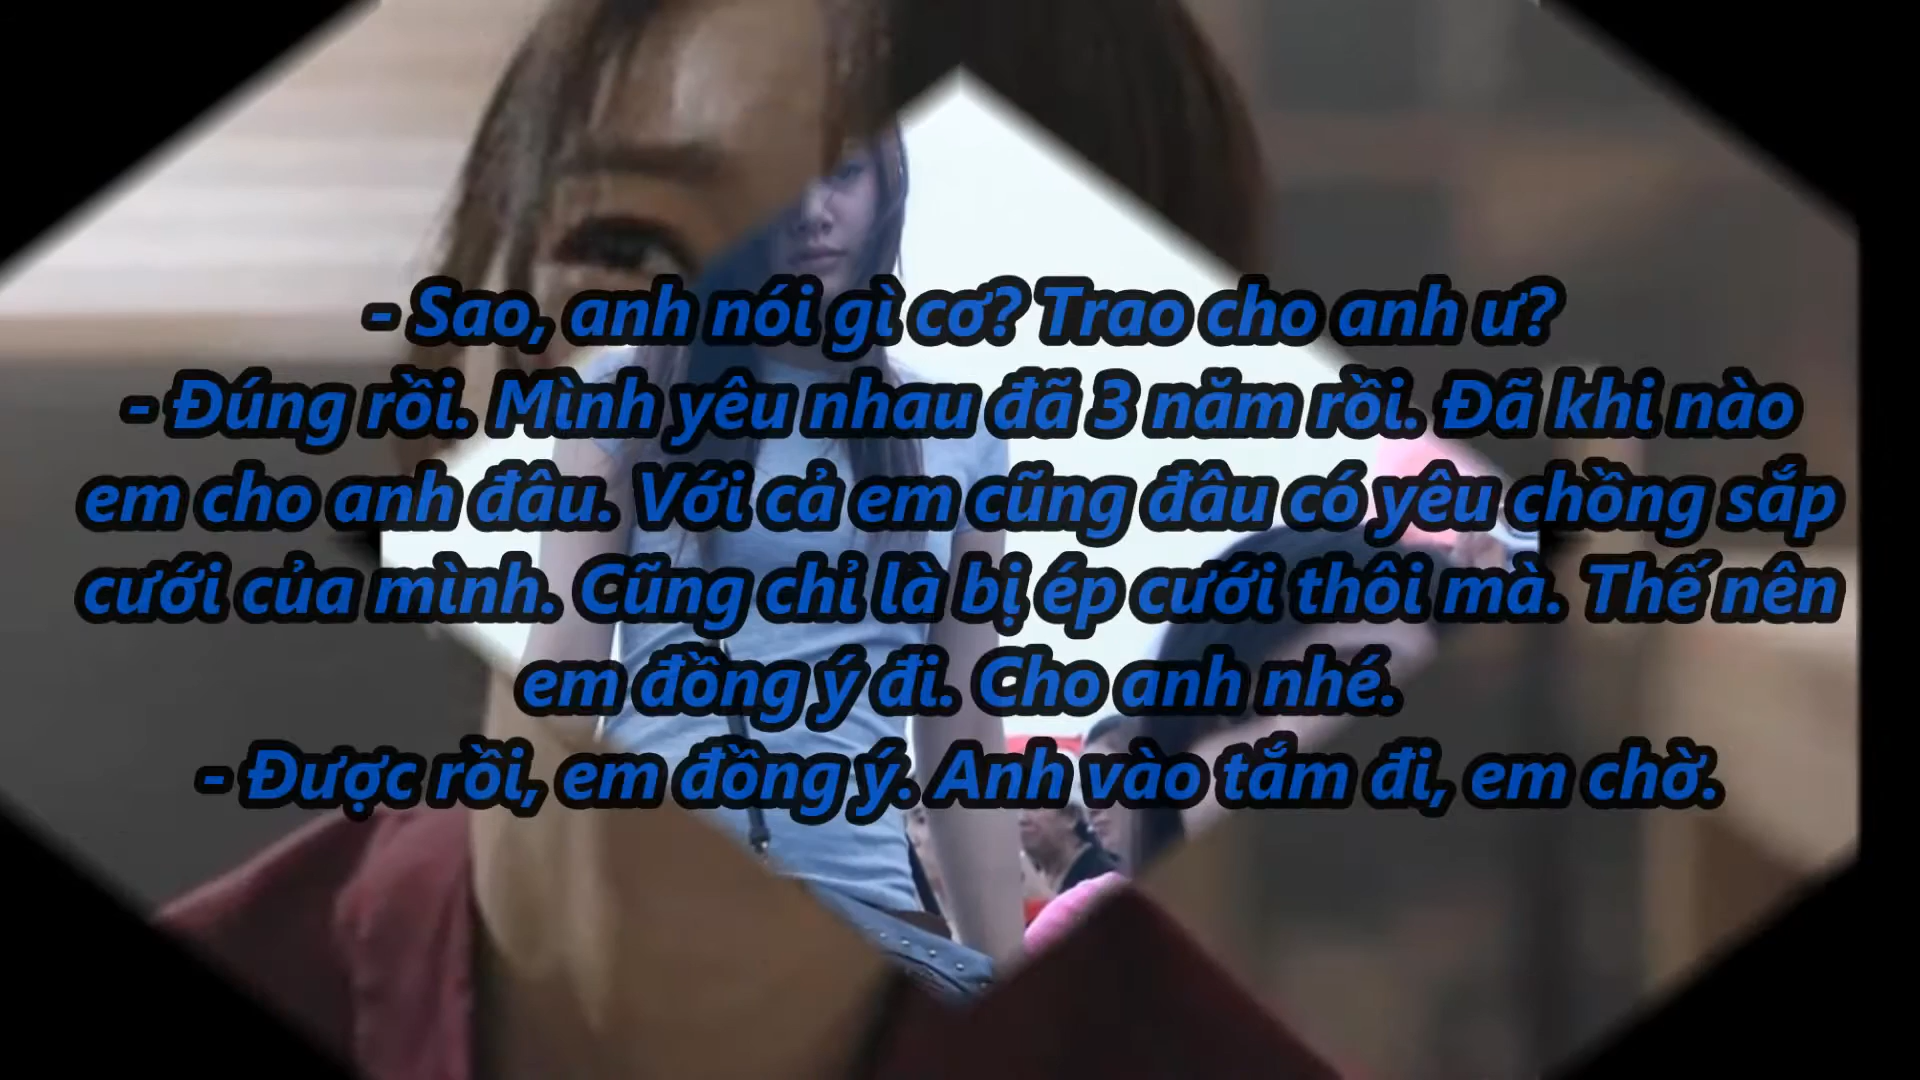 - Sao, anh nói gì cơ? Trao cho anh ư?
- Đúng rồi. Mình yêu nhau đã 3 năm rồi. Đã khi nào
em cho anh đâu. Với cả em cũng đâu có yêu chồng sắp
cưới của mình. Cũng chỉ là bị ép cưới thôi mà. Thế nên
em đồng ý đi. Cho anh nhé.
- Được rồi, em đồng ý. Anh vào tắm đi, em chờ.